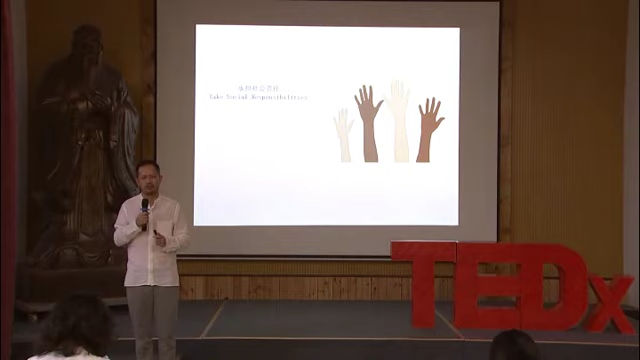 承担社会责任
Take Social Responsibilities
TEDx